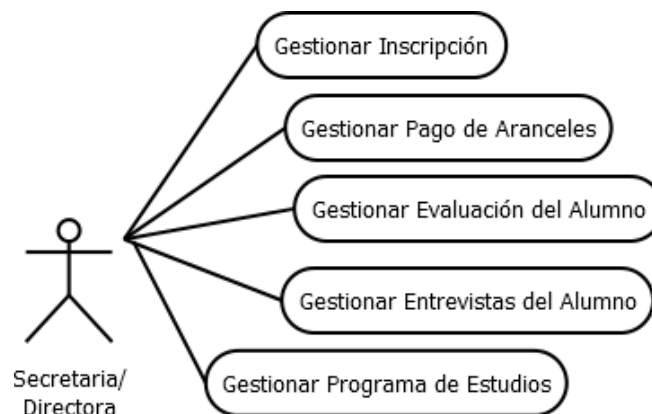 Gestionar Inscripción
Gestionar Pago de Aranceles
Gestionar Evaluación del Alumno
Gestionar Entrevistas del Alumno
Gestionar Programa de Estudios
Secretaria/
Directora